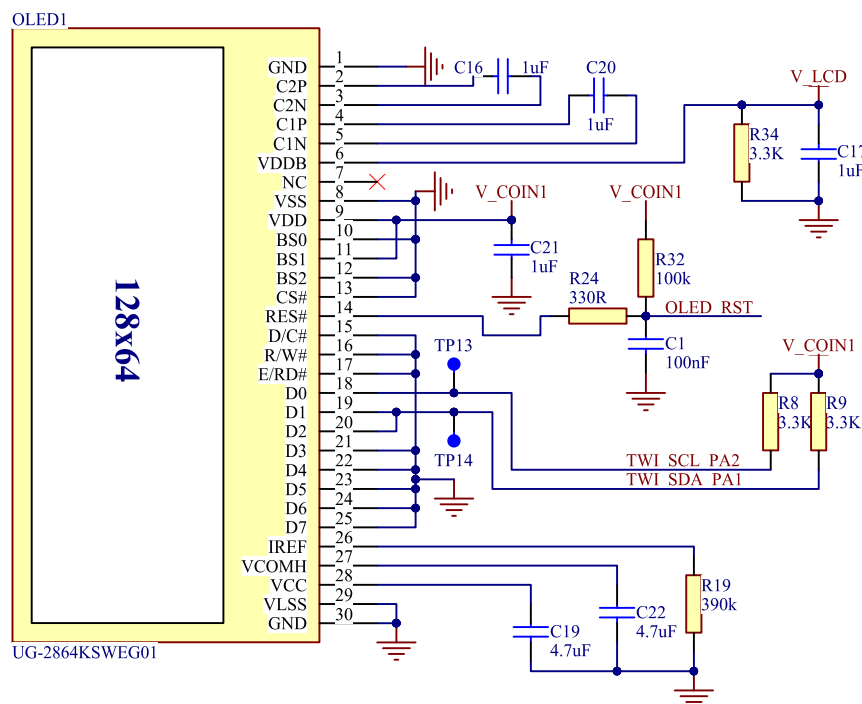 OLED1
GND 1
C2P 2
C2N 3
C1P 4
C1N 5
VDDB 6
NC 7
VSS 8
VDD 9
BS0 10
BS1 11
BS2 12
CS# 13
RES# 14
D/C# 15
R/W# 16
E/RD# 17
D0 18
D1 19
D2 20
D3 21
D4 22
D5 23
D6 24
D7 25
IREF 26
VCOMH 27
VCC 28
VLSS 29
GND 30
128x64
UG-2864KSWEG01
C16 1uF
C20
1uF
V_LCD
R34
3.3K
C17
1uF
V_COIN1
C21
1uF
V_COIN1
R32
100k
R24
330R
OLED_RST
C1
100nF
TP13
TP14
V_COIN1
R8
3.3K
R9
3.3K
TWI_SCL_PA2
TWI_SDA_PA1
R19
390k
C22
4.7uF
C19
4.7uF